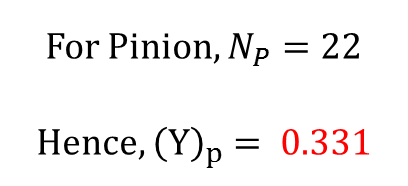 For Pinion, N_P = 22
Hence, (Y)_p = 0.331